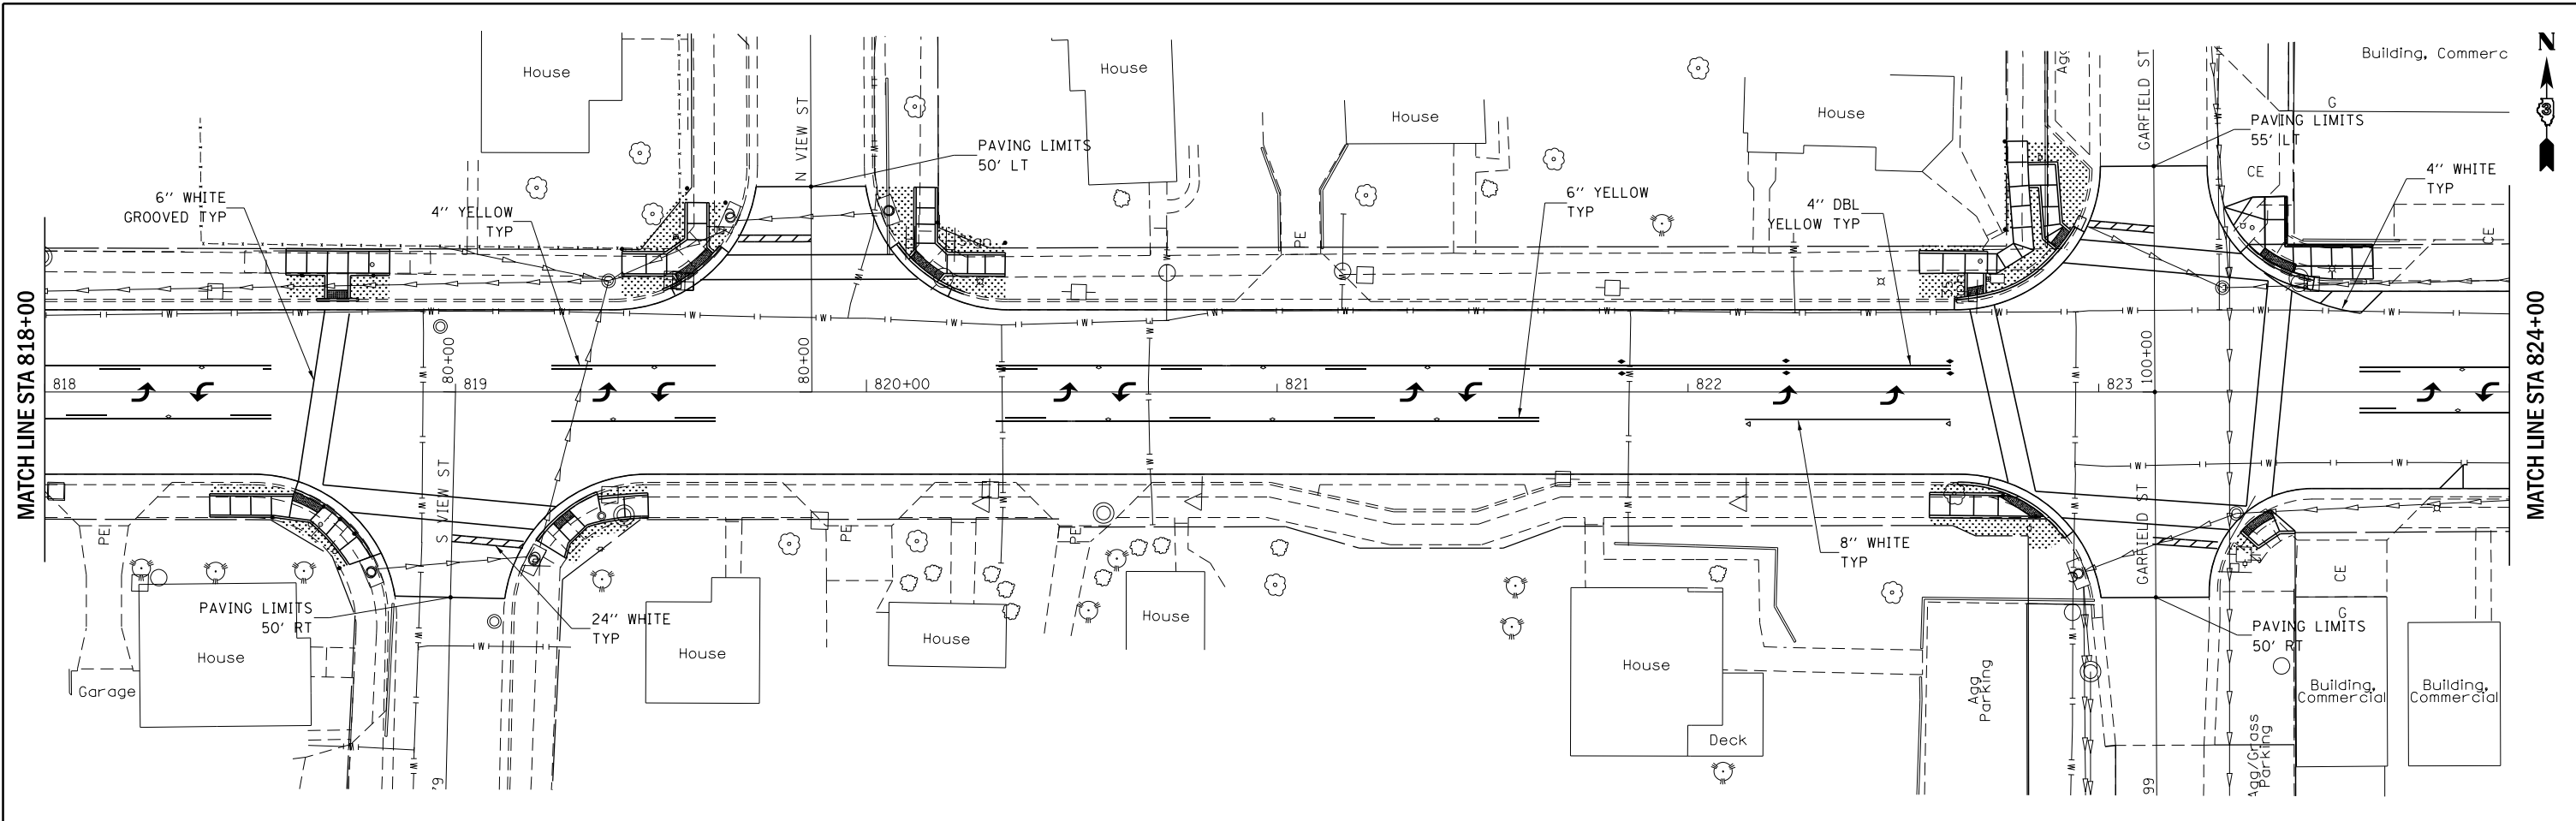 House
House
House
House
Building, Commerc
N
G
Agg
N VIEW ST
GARFIELD ST
PAVING LIMITS
50' LT
PAVING LIMITS
55' LT
CE
4'' WHITE
TYP
6'' WHITE
GROOVED TYP
4'' YELLOW
TYP
6'' YELLOW
TYP
4'' DBL
YELLOW TYP
Sign
PE
CE
MATCH LINE STA 818+00
MATCH LINE STA 824+00
80+00
80+00
100+00
818
819
820+00
821
822
823
S VIEW ST
GARFIELD ST
PE
PE
PE
8'' WHITE
TYP
24'' WHITE
TYP
PAVING LIMITS
50' RT
PAVING LIMITS
50' RT
CE
G
House
Garage
House
House
House
House
Deck
Agg
Parking
Agg/Grass
Parking
Building,
Commercial
Building,
Commercial
79
99
W